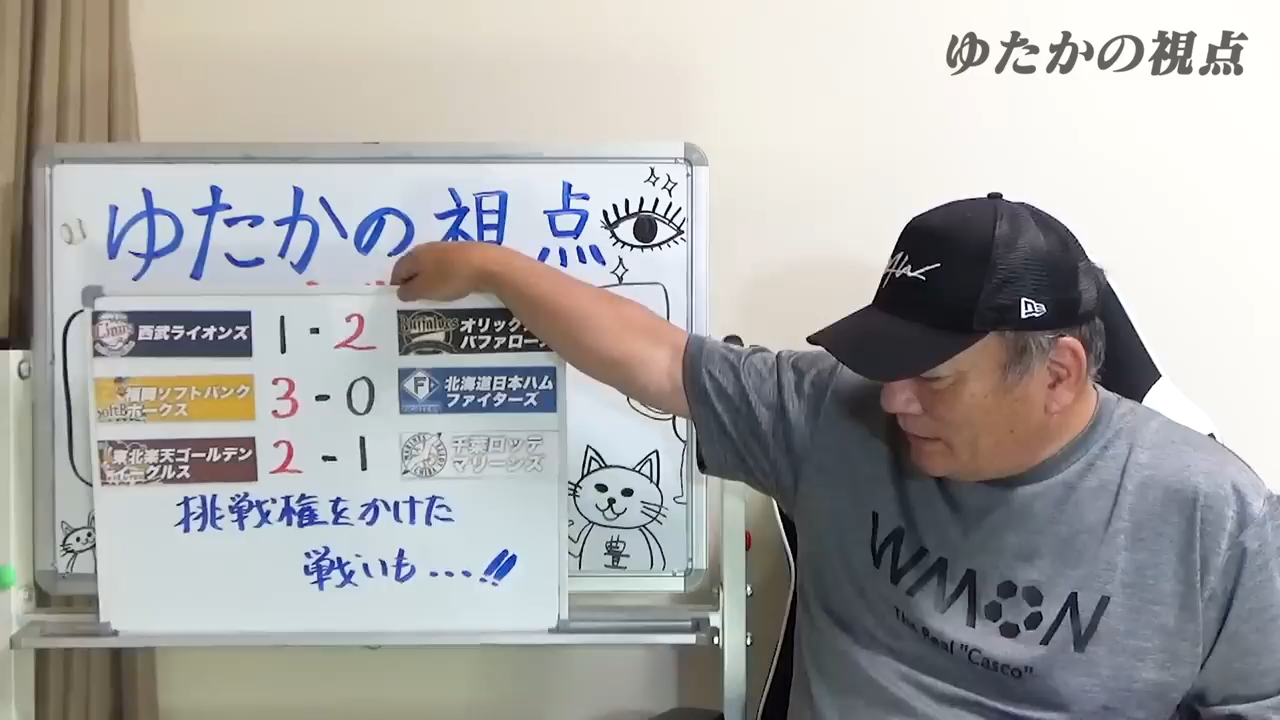 ゆたかの視点
ゆたかの視点
Lions 西武ライオンズ
1 - 2
Buffaloes オリック
バファロー
福岡ソフトバンク
ホークス
3 - 0
F 北海道日本ハム
ファイターズ
東北楽天ゴールデン
イーグルス
2 - 1
千葉ロッテ
マリーンズ
挑戦権をかけた
戦いも...!!
豊
WMON
The Real "Casco"